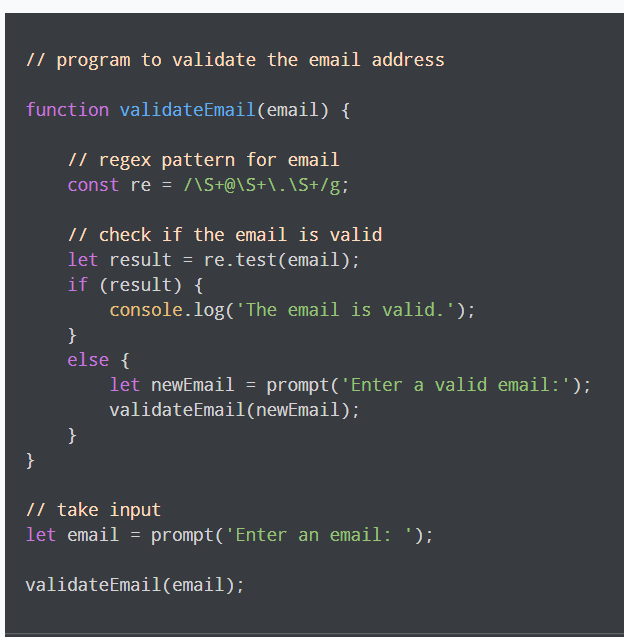 // program to validate the email address
function validateEmail(email) {
// regex pattern for email
const re = /\S+@\S+\.\S+/g;
// check if the email is valid
let result = re.test(email);
if (result) {
console.log('The email is valid.');
}
else {
let newEmail = prompt('Enter a valid email:');
validateEmail(newEmail);
}
}
// take input
let email = prompt('Enter an email: ');
validateEmail(email);